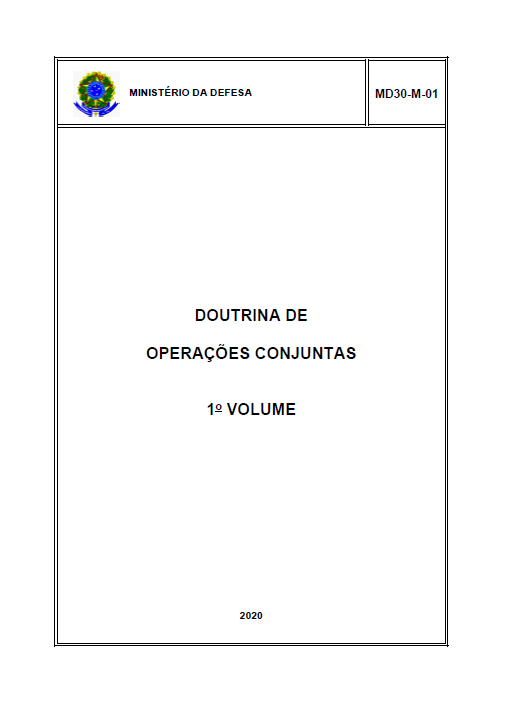 MINISTÉRIO DA DEFESA
MD30-M-01
DOUTRINA DE
OPERAÇÕES CONJUNTAS
1º VOLUME
2020